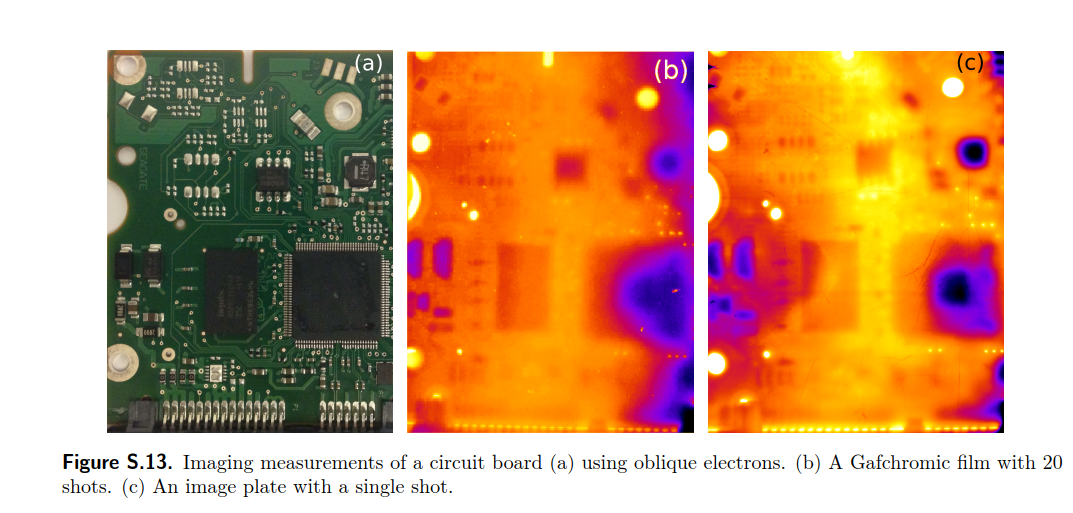 (a)
(b)
(c)
Figure S.13. Imaging measurements of a circuit board (a) using oblique electrons. (b) A Gafchromic film with 20
shots. (c) An image plate with a single shot.